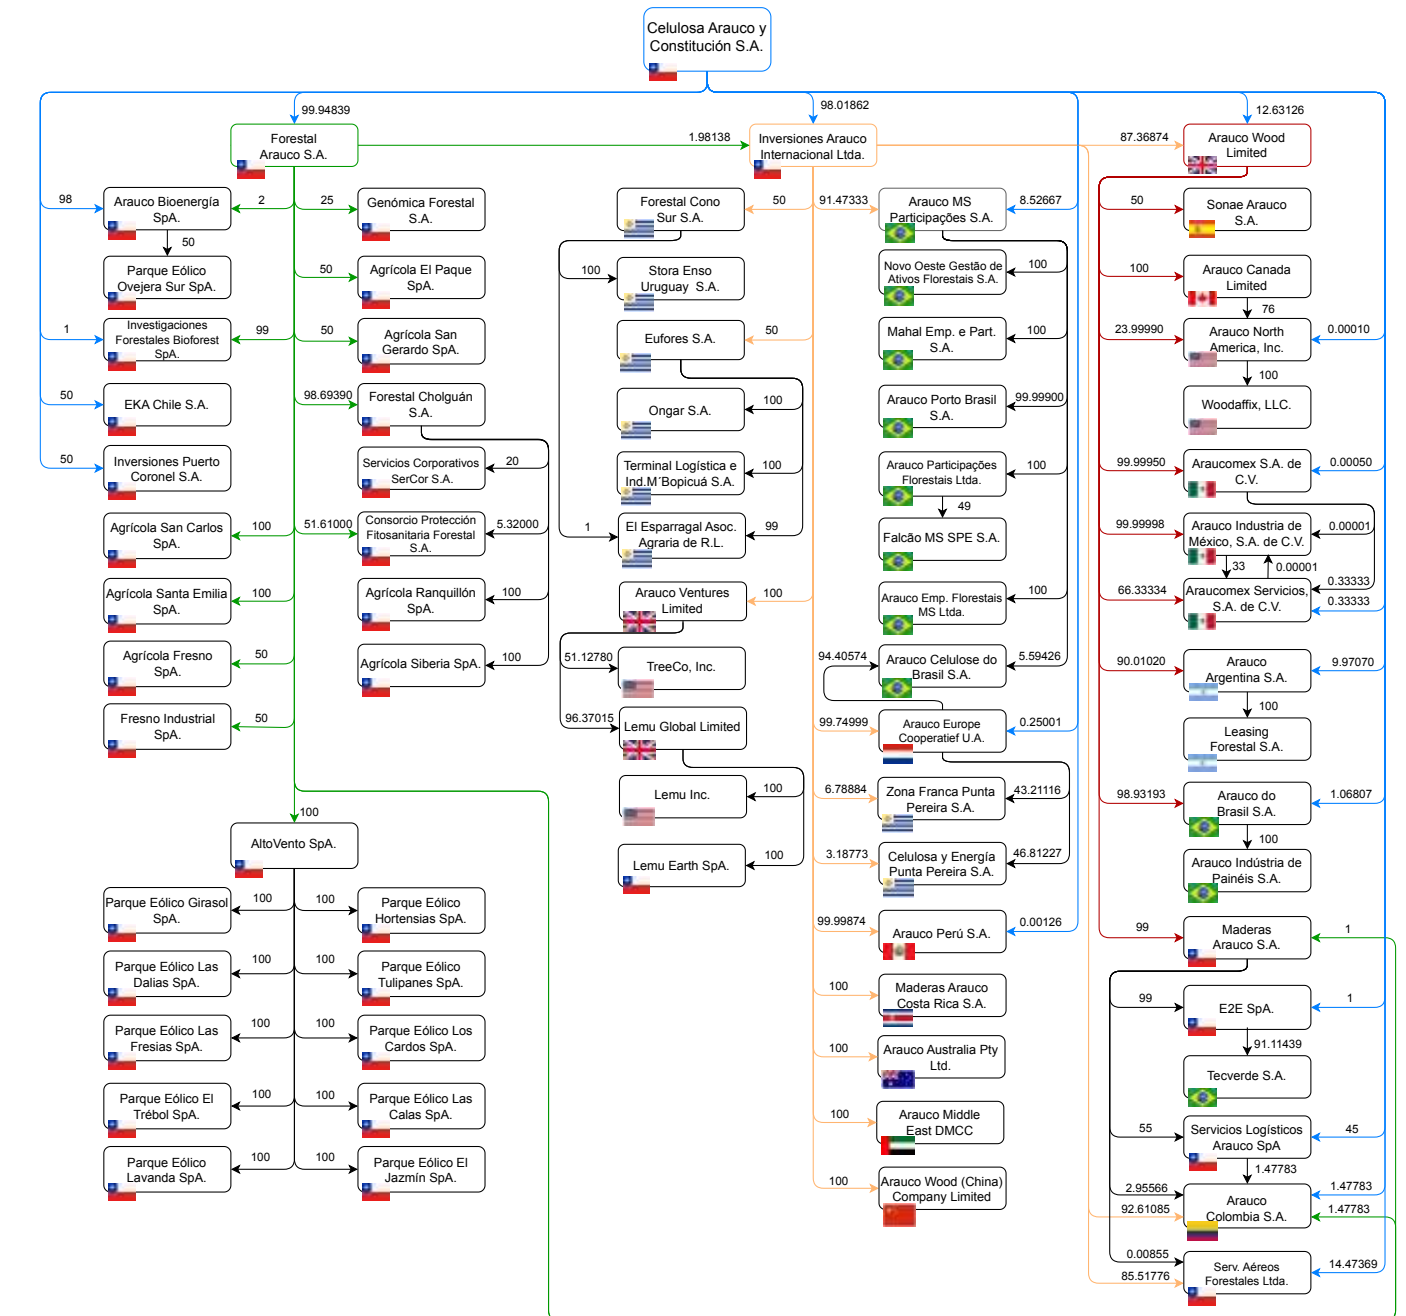 Celulosa Arauco y
Constitución S.A.
99.94839
98.01862
12.63126
Forestal
Arauco S.A.
1.98138
Inversiones Arauco
Internacional Ltda.
87.36874
Arauco Wood
Limited
98
Arauco Bioenergía
SpA.
2
25
Genómica Forestal
S.A.
Forestal Cono
Sur S.A.
50
91.47333
Arauco MS
Participações S.A.
8.52667
50
Sonae Arauco
S.A.
50
Parque Eólico
Ovejera Sur SpA.
50
Agrícola El Paque
SpA.
100
Stora Enso
Uruguay S.A.
Novo Oeste Gestão de
Ativos Florestais S.A.
100
100
Arauco Canada
Limited
76
1
Investigaciones
Forestales Bioforest
SpA.
99
50
Agrícola San
Gerardo SpA.
Eufores S.A.
50
Mahal Emp. e Part.
S.A.
100
23.99990
Arauco North
America, Inc.
0.00010
100
50
EKA Chile S.A.
98.69390
Forestal Cholguán
S.A.
Ongar S.A.
100
Arauco Porto Brasil
S.A.
99.99900
Woodaffix, LLC.
50
Inversiones Puerto
Coronel S.A.
Servicios Corporativos
SerCor S.A.
20
Terminal Logística e
Ind.M´Bopicuá S.A.
100
Arauco Participações
Florestais Ltda.
100
49
99.99950
Araucomex S.A. de
C.V.
0.00050
Agrícola San Carlos
SpA.
100
51.61000
Consorcio Protección
Fitosanitaria Forestal
S.A.
5.32000
1
El Esparragal Asoc.
Agraria de R.L.
99
Falcão MS SPE S.A.
99.99998
Arauco Industria de
México, S.A. de C.V.
0.00001
33
0.00001
Agrícola Santa Emilia
SpA.
100
Agrícola Ranquillón
SpA.
100
Arauco Ventures
Limited
100
Arauco Emp. Florestais
MS Ltda.
100
66.33334
Araucomex Servicios,
S.A. de C.V.
0.33333
0.33333
Agrícola Fresno
SpA.
50
Agrícola Siberia SpA.
100
51.12780
TreeCo, Inc.
94.40574
Arauco Celulose do
Brasil S.A.
5.59426
90.01020
Arauco
Argentina S.A.
9.97070
100
Fresno Industrial
SpA.
50
96.37015
Lemu Global Limited
99.74999
Arauco Europe
Cooperatief U.A.
0.25001
Leasing
Forestal S.A.
Lemu Inc.
100
6.78884
Zona Franca Punta
Pereira S.A.
43.21116
98.93193
Arauco do
Brasil S.A.
1.06807
100
100
AltoVento SpA.
Lemu Earth SpA.
100
3.18773
Celulosa y Energía
Punta Pereira S.A.
46.81227
Arauco Indústria de
Painéis S.A.
Parque Eólico Girasol
SpA.
100
100
Parque Eólico
Hortensias SpA.
99.99874
Arauco Perú S.A.
0.00126
99
Maderas
Arauco S.A.
1
Parque Eólico Las
Dalias SpA.
100
100
Parque Eólico
Tulipanes SpA.
100
Maderas Arauco
Costa Rica S.A.
99
E2E SpA.
1
91.11439
Parque Eólico Las
Fresias SpA.
100
100
Parque Eólico Los
Cardos SpA.
100
Arauco Australia Pty
Ltd.
Tecverde S.A.
Parque Eólico El
Trébol SpA.
100
100
Parque Eólico Las
Calas SpA.
100
Arauco Middle
East DMCC
55
Servicios Logísticos
Arauco SpA
45
1.47783
Parque Eólico
Lavanda SpA.
100
100
Parque Eólico El
Jazmín SpA.
100
Arauco Wood (China)
Company Limited
2.95566
92.61085
Arauco
Colombia S.A.
1.47783
1.47783
0.00855
85.51776
Serv. Aéreos
Forestales Ltda.
14.47369